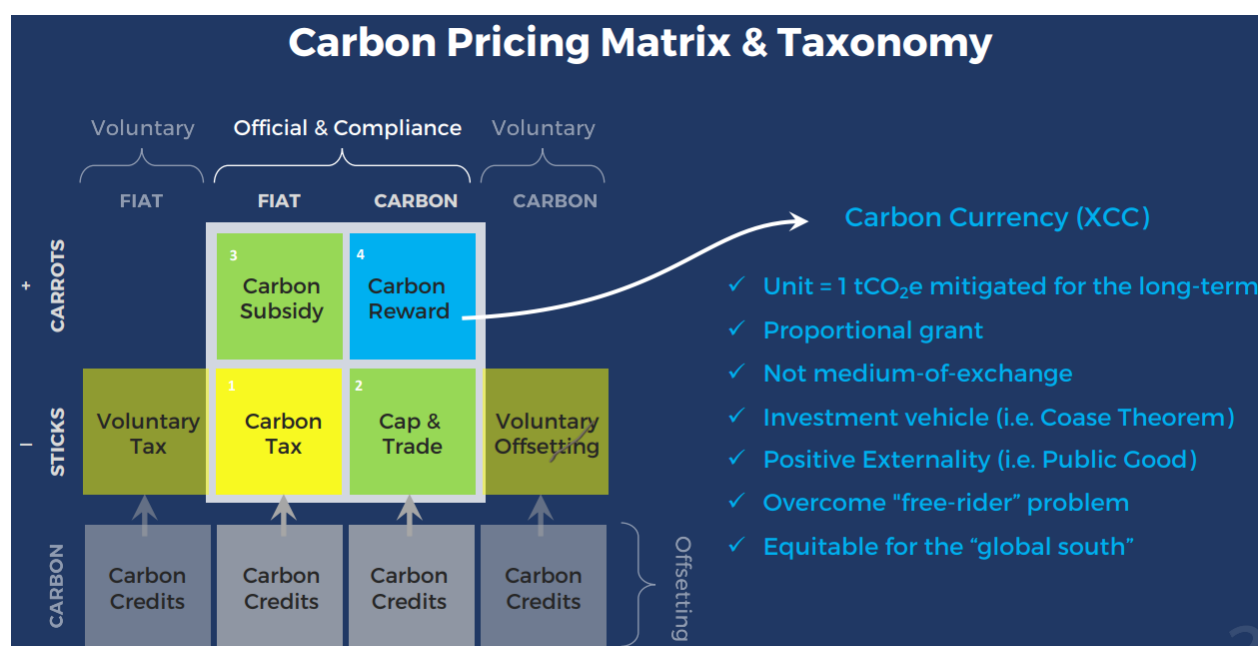 Carbon Pricing Matrix & Taxonomy
Voluntary
Official & Compliance
Voluntary
FIAT
FIAT
CARBON
CARBON
+
CARROTS
3
Carbon
Subsidy
4
Carbon
Reward
–
STICKS
Voluntary
Tax
1
Carbon
Tax
2
Cap &
Trade
Voluntary
Offsetting
CARBON
Carbon
Credits
Carbon
Credits
Carbon
Credits
Carbon
Credits
Offsetting
Carbon Currency (XCC)
✓ Unit = 1 tCO₂e mitigated for the long-term
✓ Proportional grant
✓ Not medium-of-exchange
✓ Investment vehicle (i.e. Coase Theorem)
✓ Positive Externality (i.e. Public Good)
✓ Overcome "free-rider” problem
✓ Equitable for the “global south”